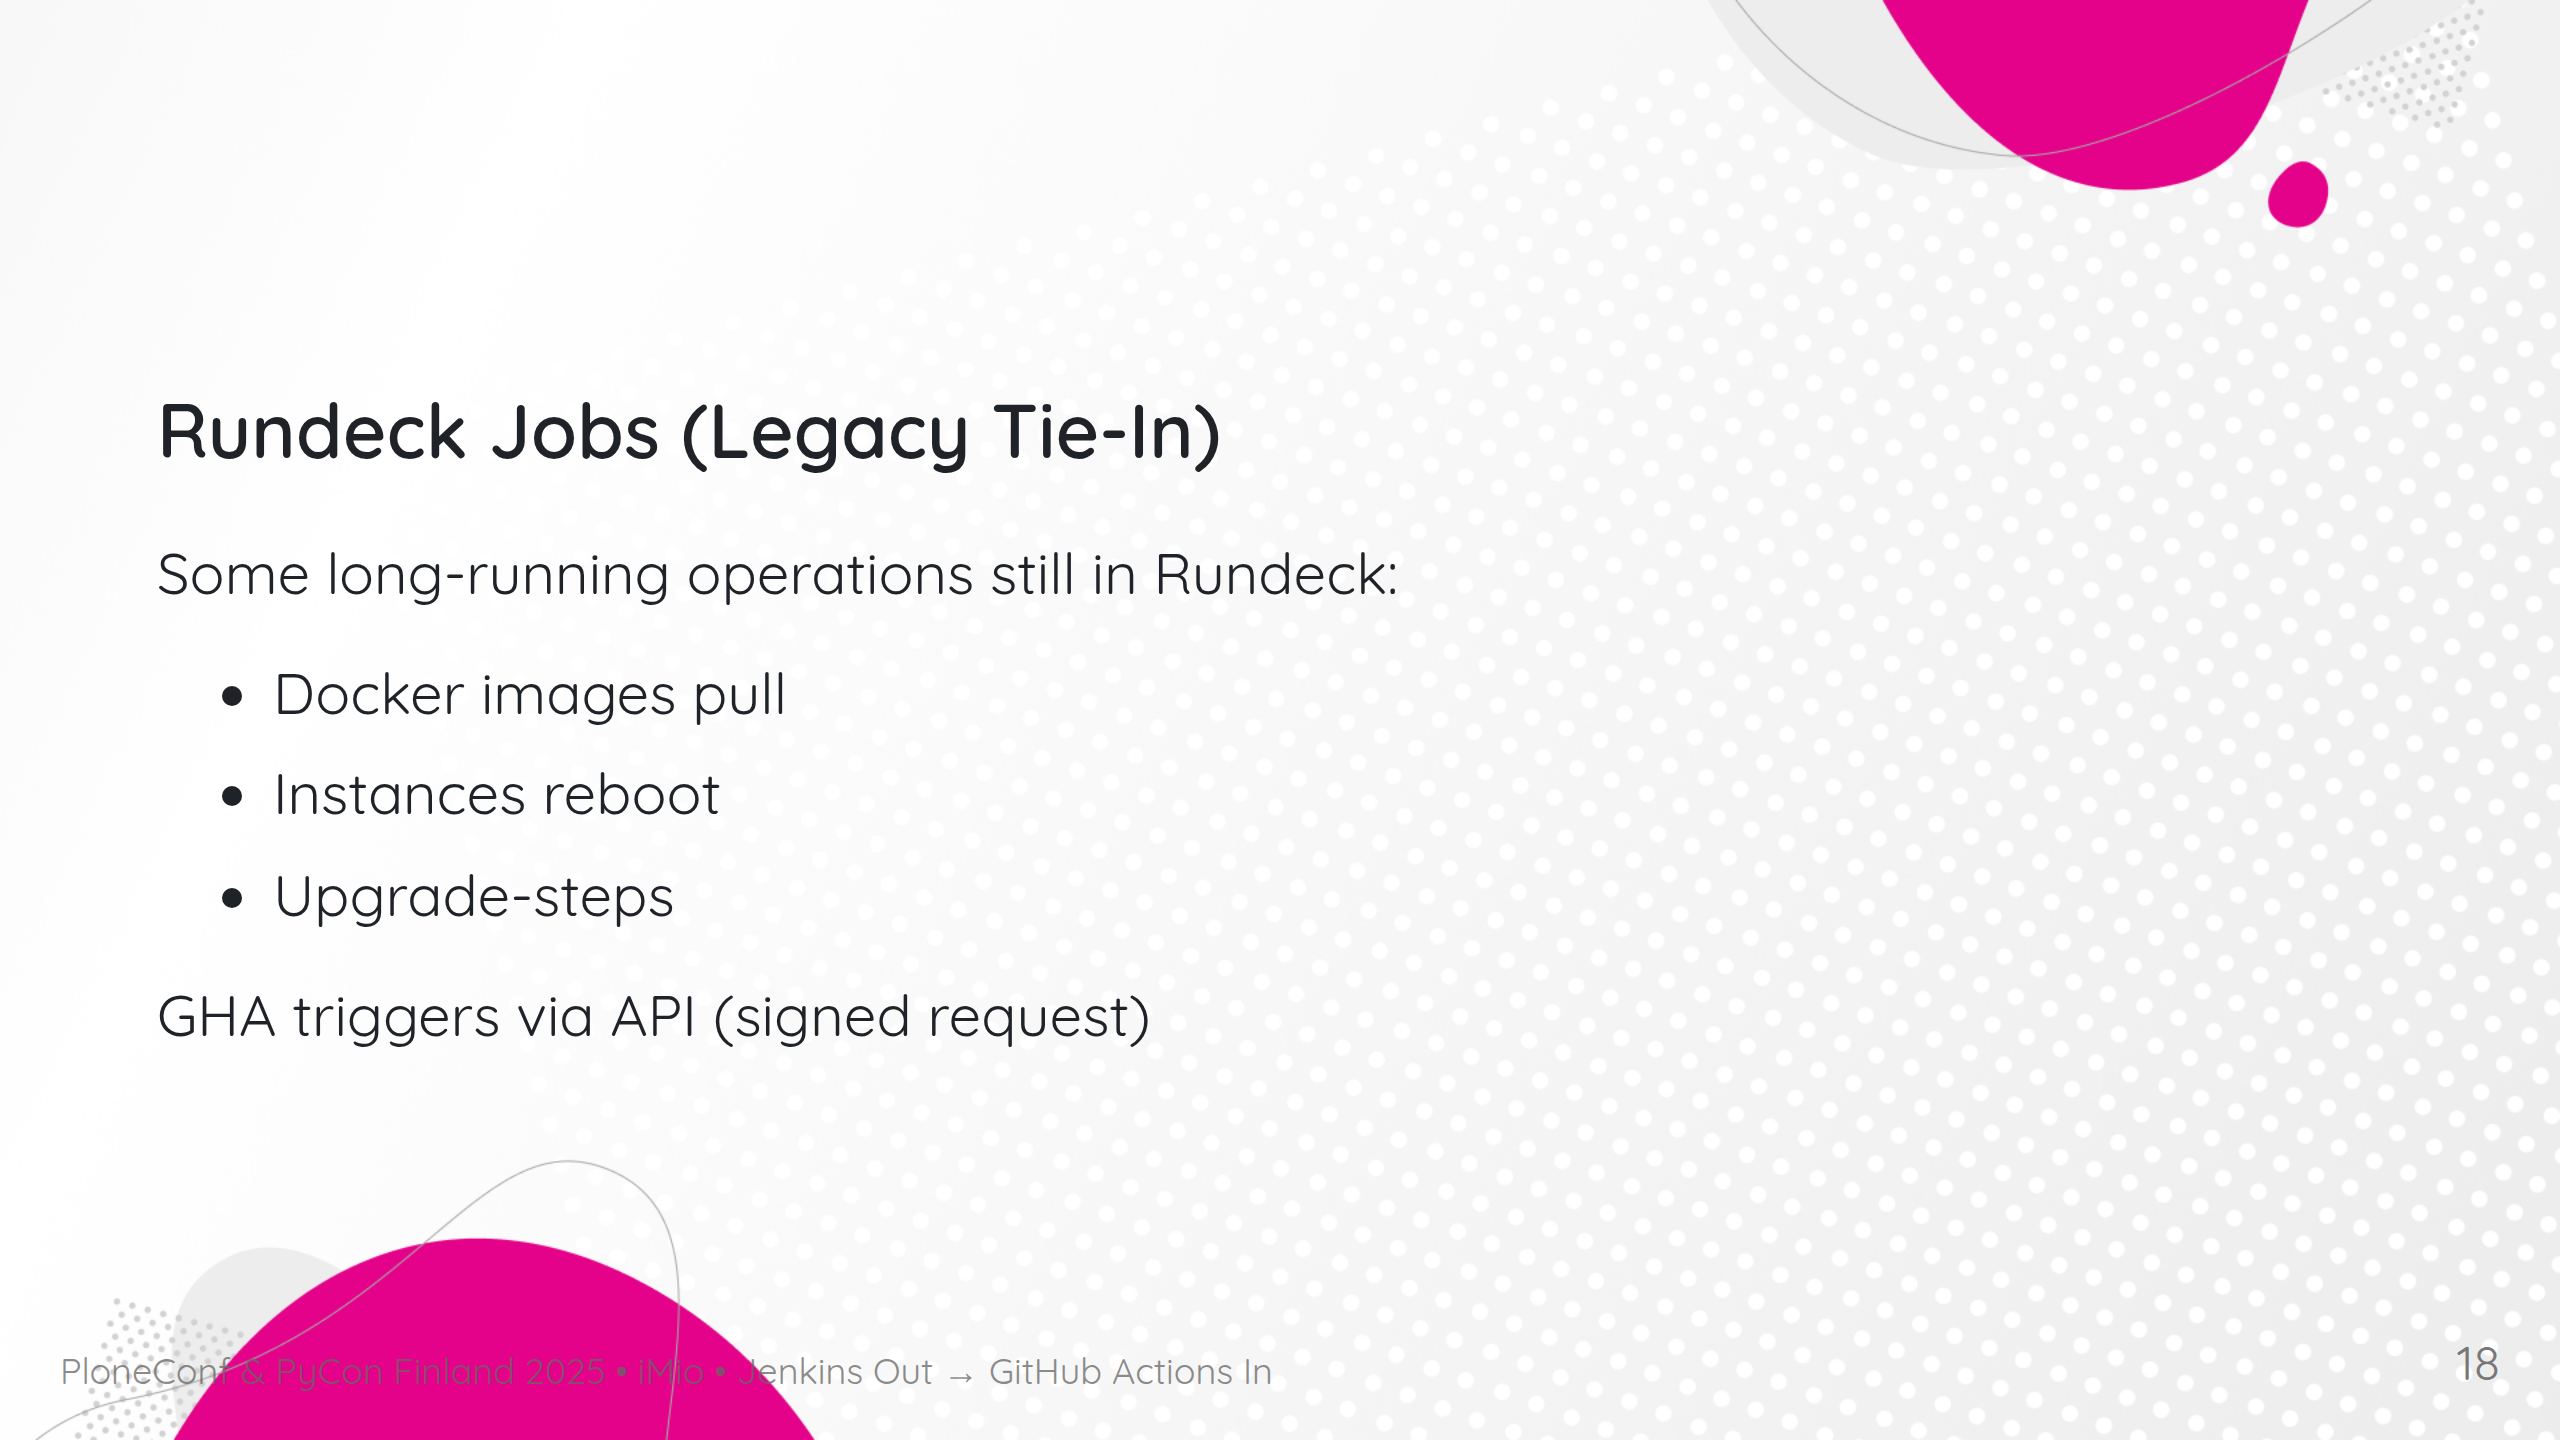 Rundeck Jobs (Legacy Tie-In)
Some long-running operations still in Rundeck:
• Docker images pull
• Instances reboot
• Upgrade-steps
GHA triggers via API (signed request)
PloneConf & PyCon Finland 2025 • iMio • Jenkins Out → GitHub Actions In
18